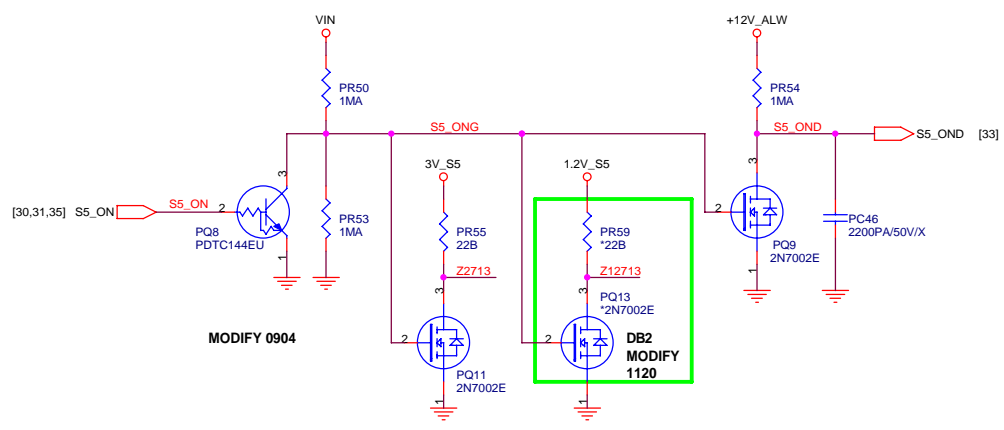 VIN
+12V_ALW
PR50
1MA
PR54
1MA
S5_ONG
S5_OND
S5_OND [33]
3V_S5
1.2V_S5
3
3
[30,31,35] S5_ON
S5_ON
2
2
PQ8
PDTC144EU
PR53
1MA
PR55
22B
PR59
*22B
PC46
2200PA/50V/X
PQ9
2N7002E
1
1
Z2713
Z12713
3
3
PQ13
*2N7002E
MODIFY 0904
2
2
DB2
MODIFY
1120
PQ11
2N7002E
1
1